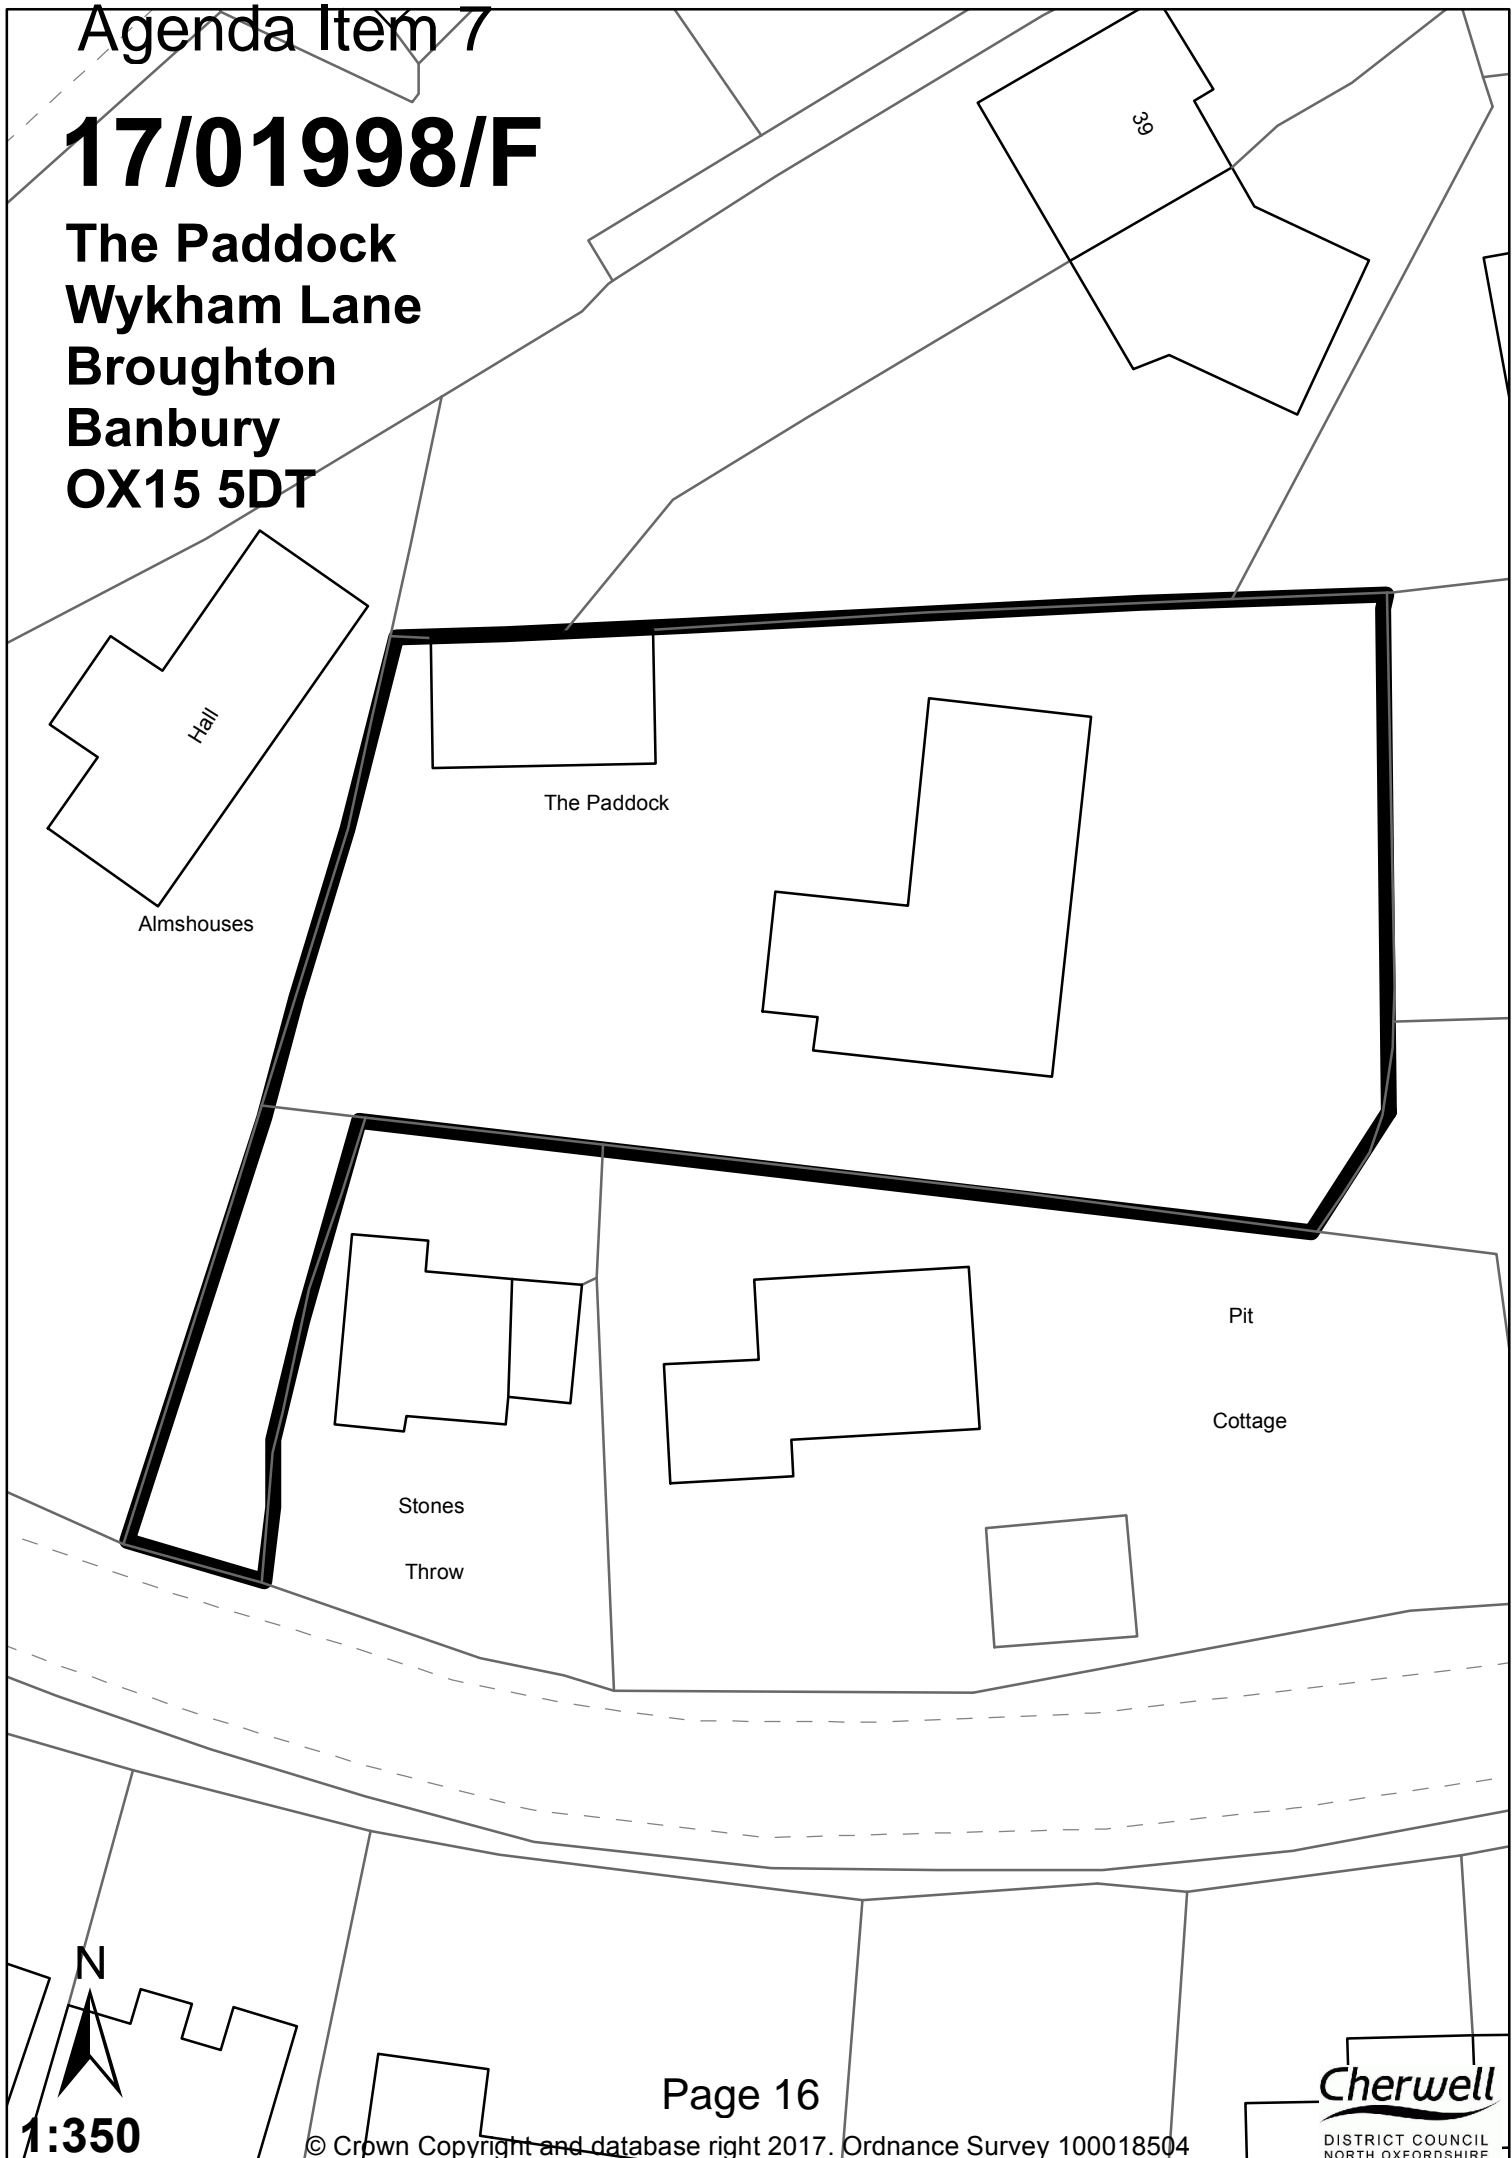 Agenda Item 7
17/01998/F
The Paddock
Wykham Lane
Broughton
Banbury
OX15 5DT
39
Hall
The Paddock
Almshouses
Pit
Cottage
Stones
Throw
N
1:350
Page 16
© Crown Copyright and database right 2017. Ordnance Survey 100018504
Cherwell
DISTRICT COUNCIL
NORTH OXFORDSHIRE